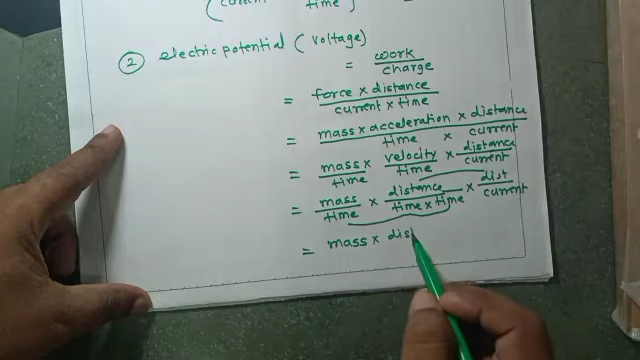 (current time)
② electric potential (voltage)
= work / charge
= force x distance / current x time
= mass x acceleration x distance / time x current
= mass / time x velocity / time x distance / current
= mass / time x distance / time x time x dist / current
= mass x dis